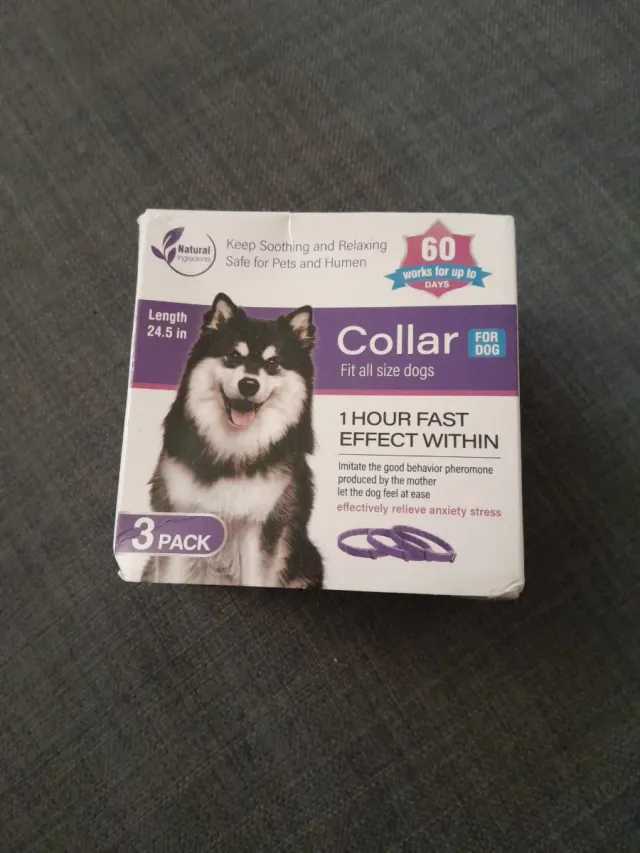 Natural
Ingredients
Keep Soothing and Relaxing
Safe for Pets and Humen
60
works for up to
DAYS
Length
24.5 in
Collar
FOR
DOG
Fit all size dogs
1 HOUR FAST
EFFECT WITHIN
Imitate the good behavior pheromone
produced by the mother
let the dog feel at ease
effectively relieve anxiety stress
3 PACK